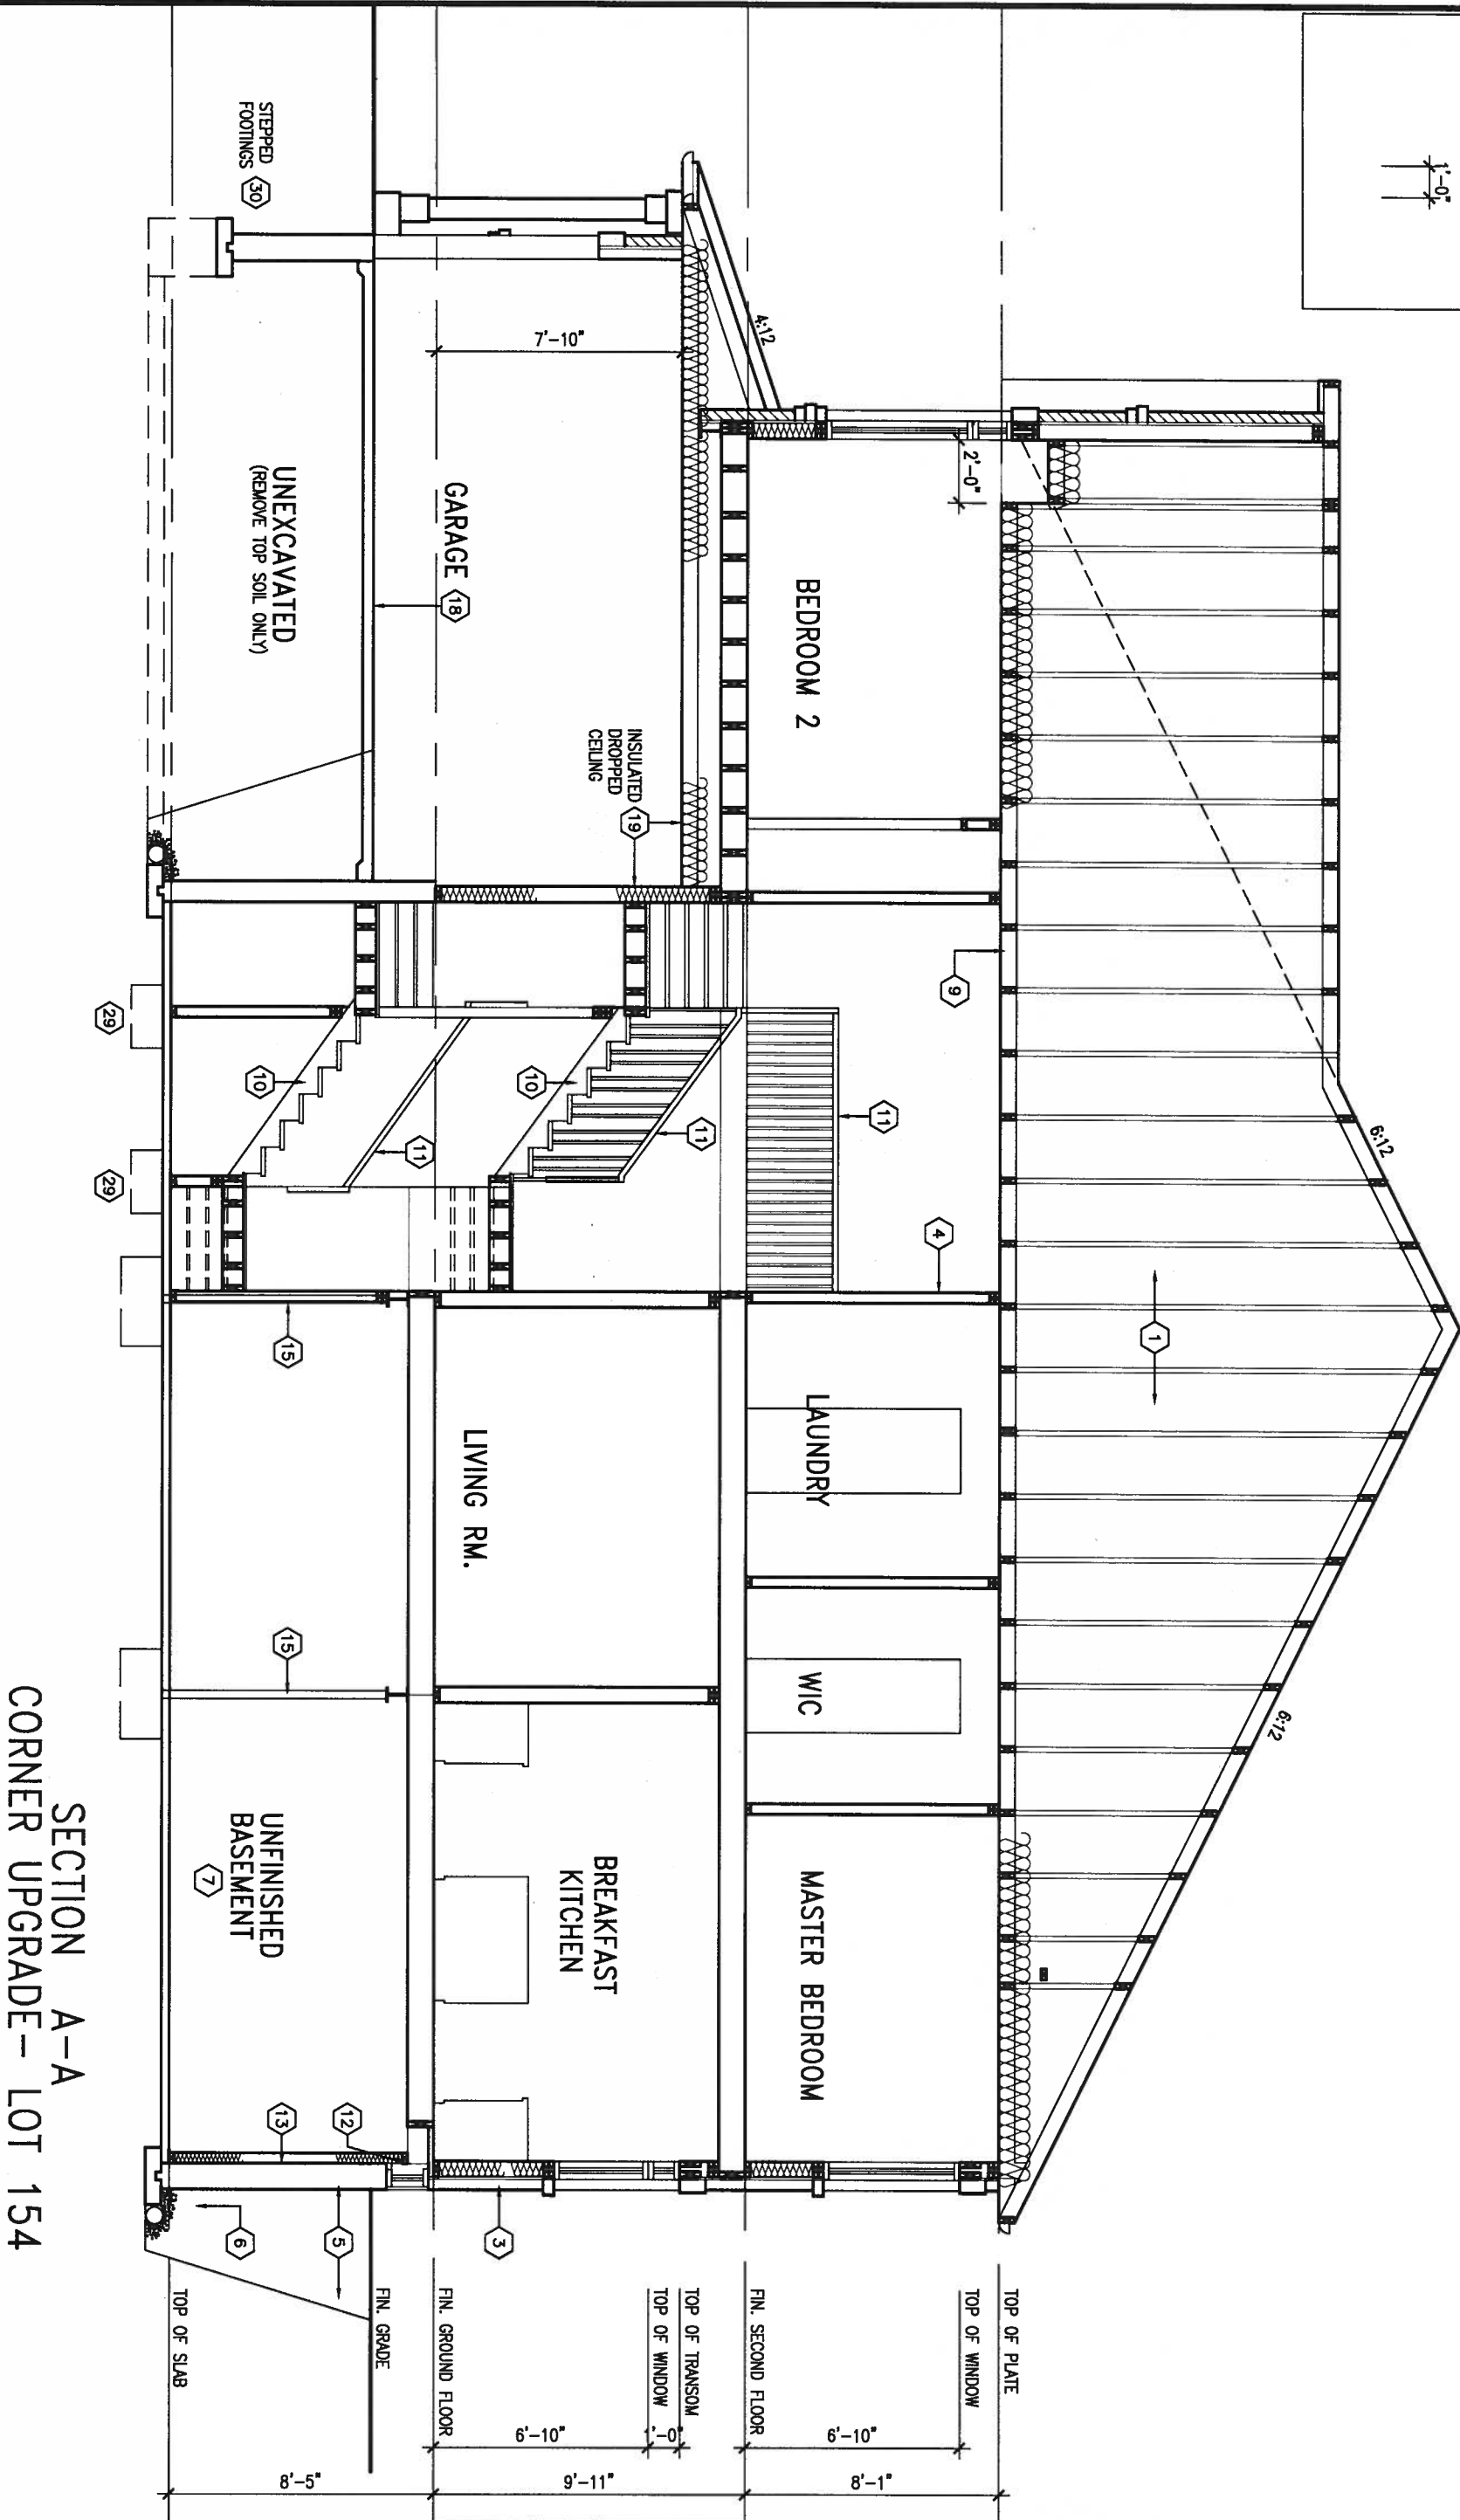 1'-0"
6:12
6:12
1
4:12
2'-0"
9
TOP OF PLATE
TOP OF WINDOW
BEDROOM 2
11
4
LAUNDRY
WIC
MASTER BEDROOM
6'-10"
8'-1"
FIN. SECOND FLOOR
7'-10"
INSULATED
DROPPED
CEILING
19
11
10
TOP OF TRANSOM
TOP OF WINDOW
1'-0"
BREAKFAST
KITCHEN
6'-10"
9'-11"
GARAGE 18
LIVING RM.
3
FIN. GROUND FLOOR
11
12
5
FIN. GRADE
UNEXCAVATED
(REMOVE TOP SOIL ONLY)
STEPPED
FOOTINGS 30
10
15
15
13
UNFINISHED
BASEMENT
7
6
8'-5"
TOP OF SLAB
29
29
SECTION A-A
CORNER UPGRADE- LOT 154